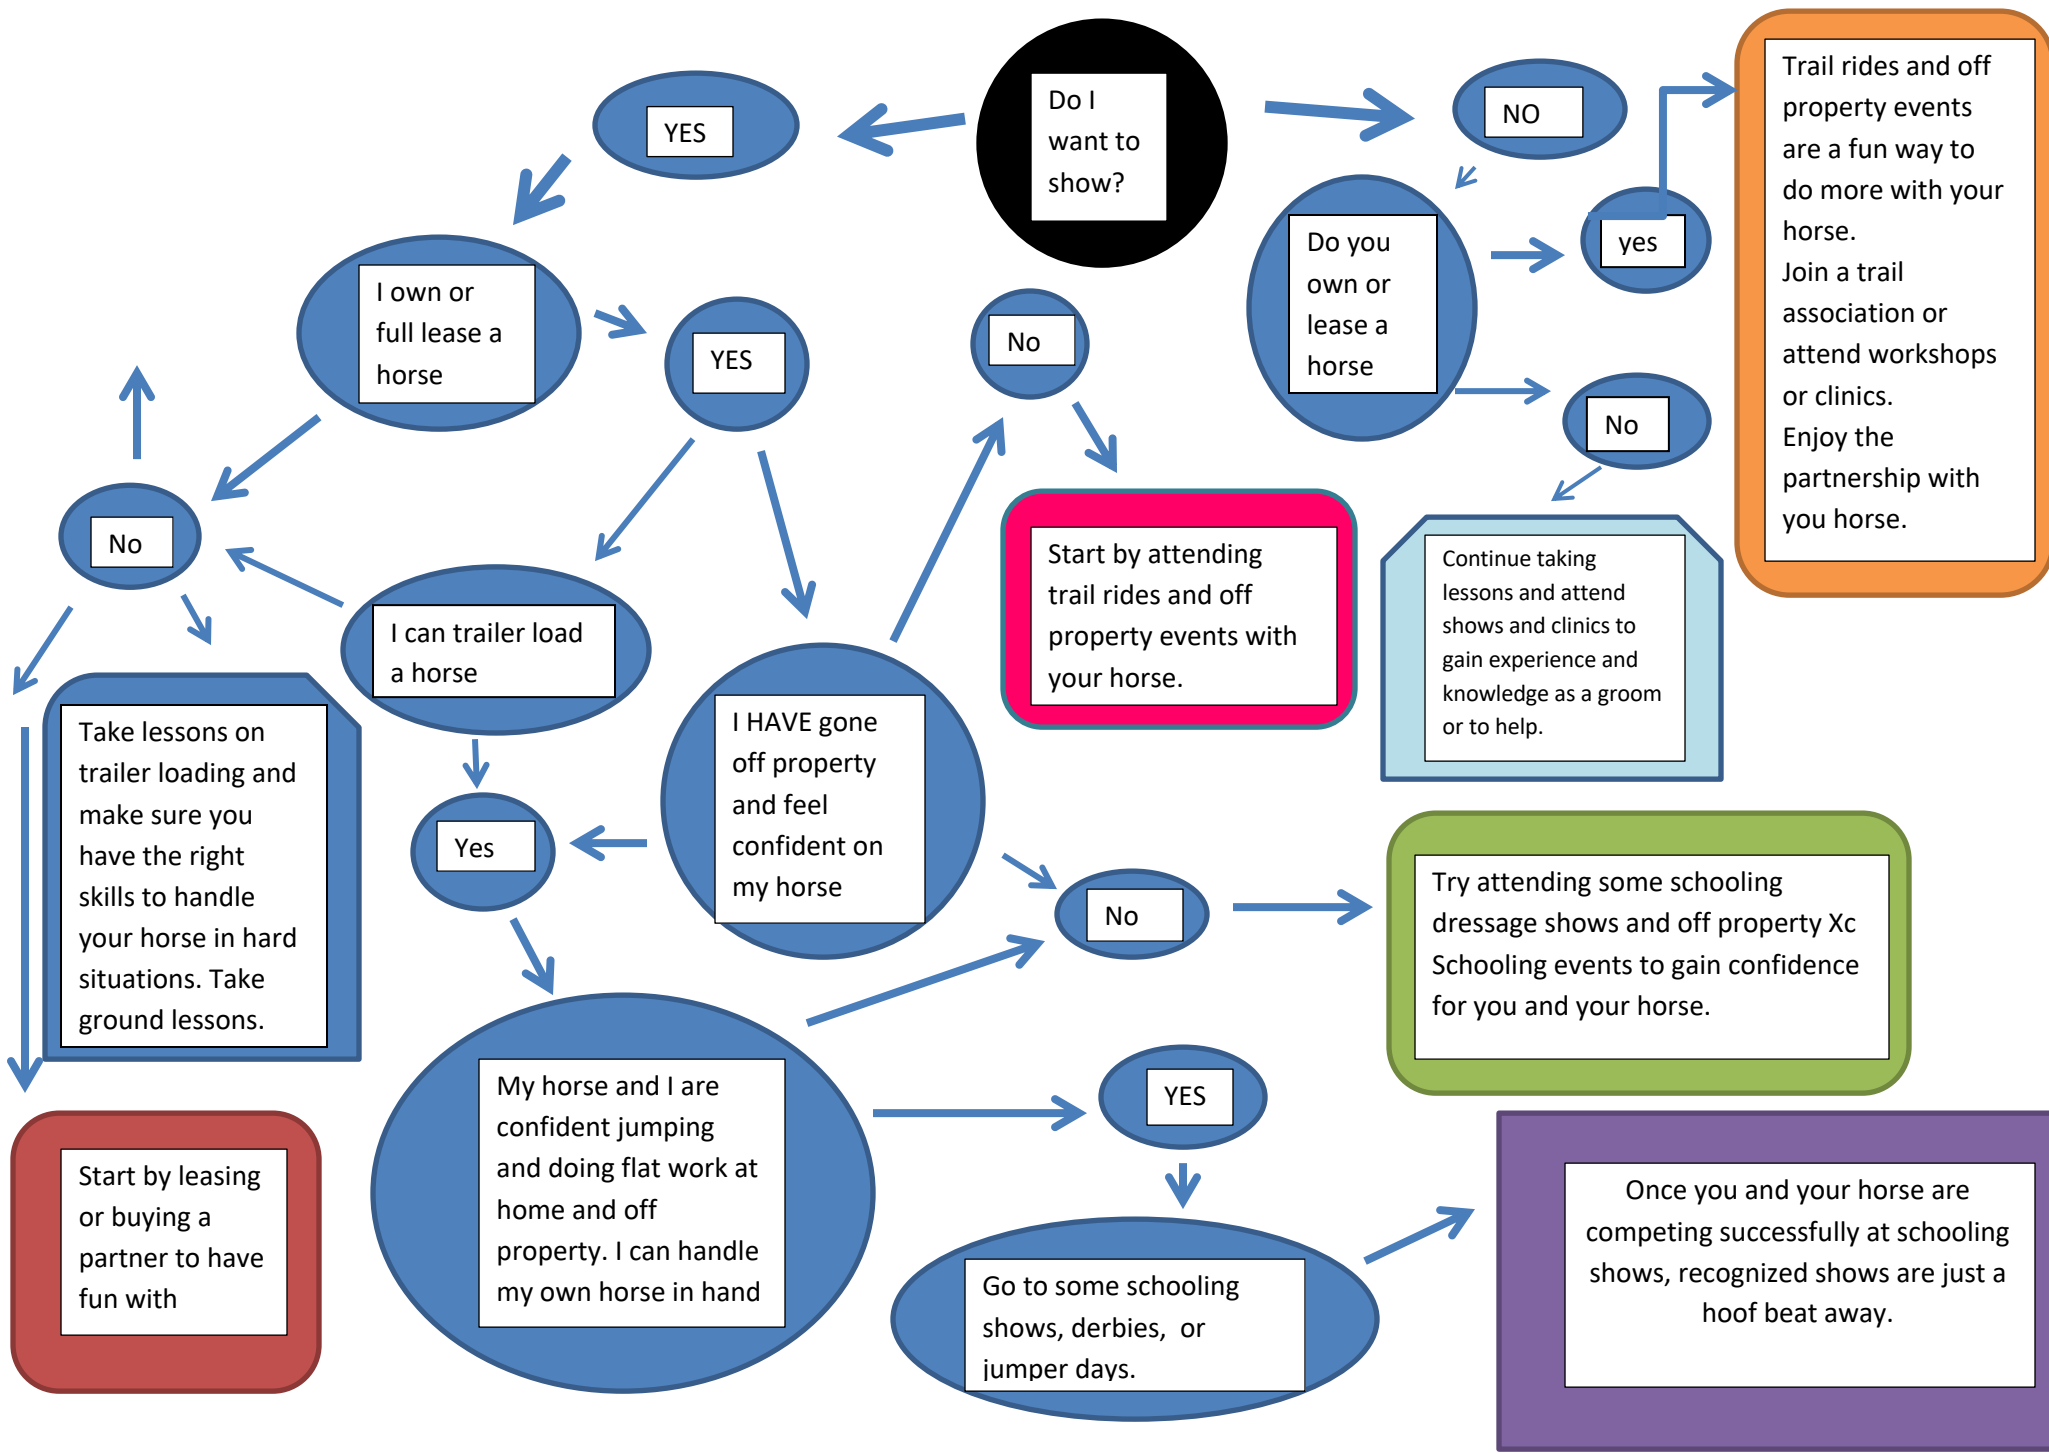 Do I
want to
show?
YES
NO
Trail rides and off
property events
are a fun way to
do more with your
horse.
Join a trail
association or
attend workshops
or clinics.
Enjoy the
partnership with
you horse.
I own or
full lease a
horse
YES
No
Do you
own or
lease a
horse
yes
No
No
I can trailer load
a horse
Start by attending
trail rides and off
property events with
your horse.
Continue taking
lessons and attend
shows and clinics to
gain experience and
knowledge as a groom
or to help.
Take lessons on
trailer loading and
make sure you
have the right
skills to handle
your horse in hard
situations. Take
ground lessons.
I HAVE gone
off property
and feel
confident on
my horse
Yes
No
Try attending some schooling
dressage shows and off property Xc
Schooling events to gain confidence
for you and your horse.
My horse and I are
confident jumping
and doing flat work at
home and off
property. I can handle
my own horse in hand
YES
Start by leasing
or buying a
partner to have
fun with
Go to some schooling
shows, derbies, or
jumper days.
Once you and your horse are
competing successfully at schooling
shows, recognized shows are just a
hoof beat away.